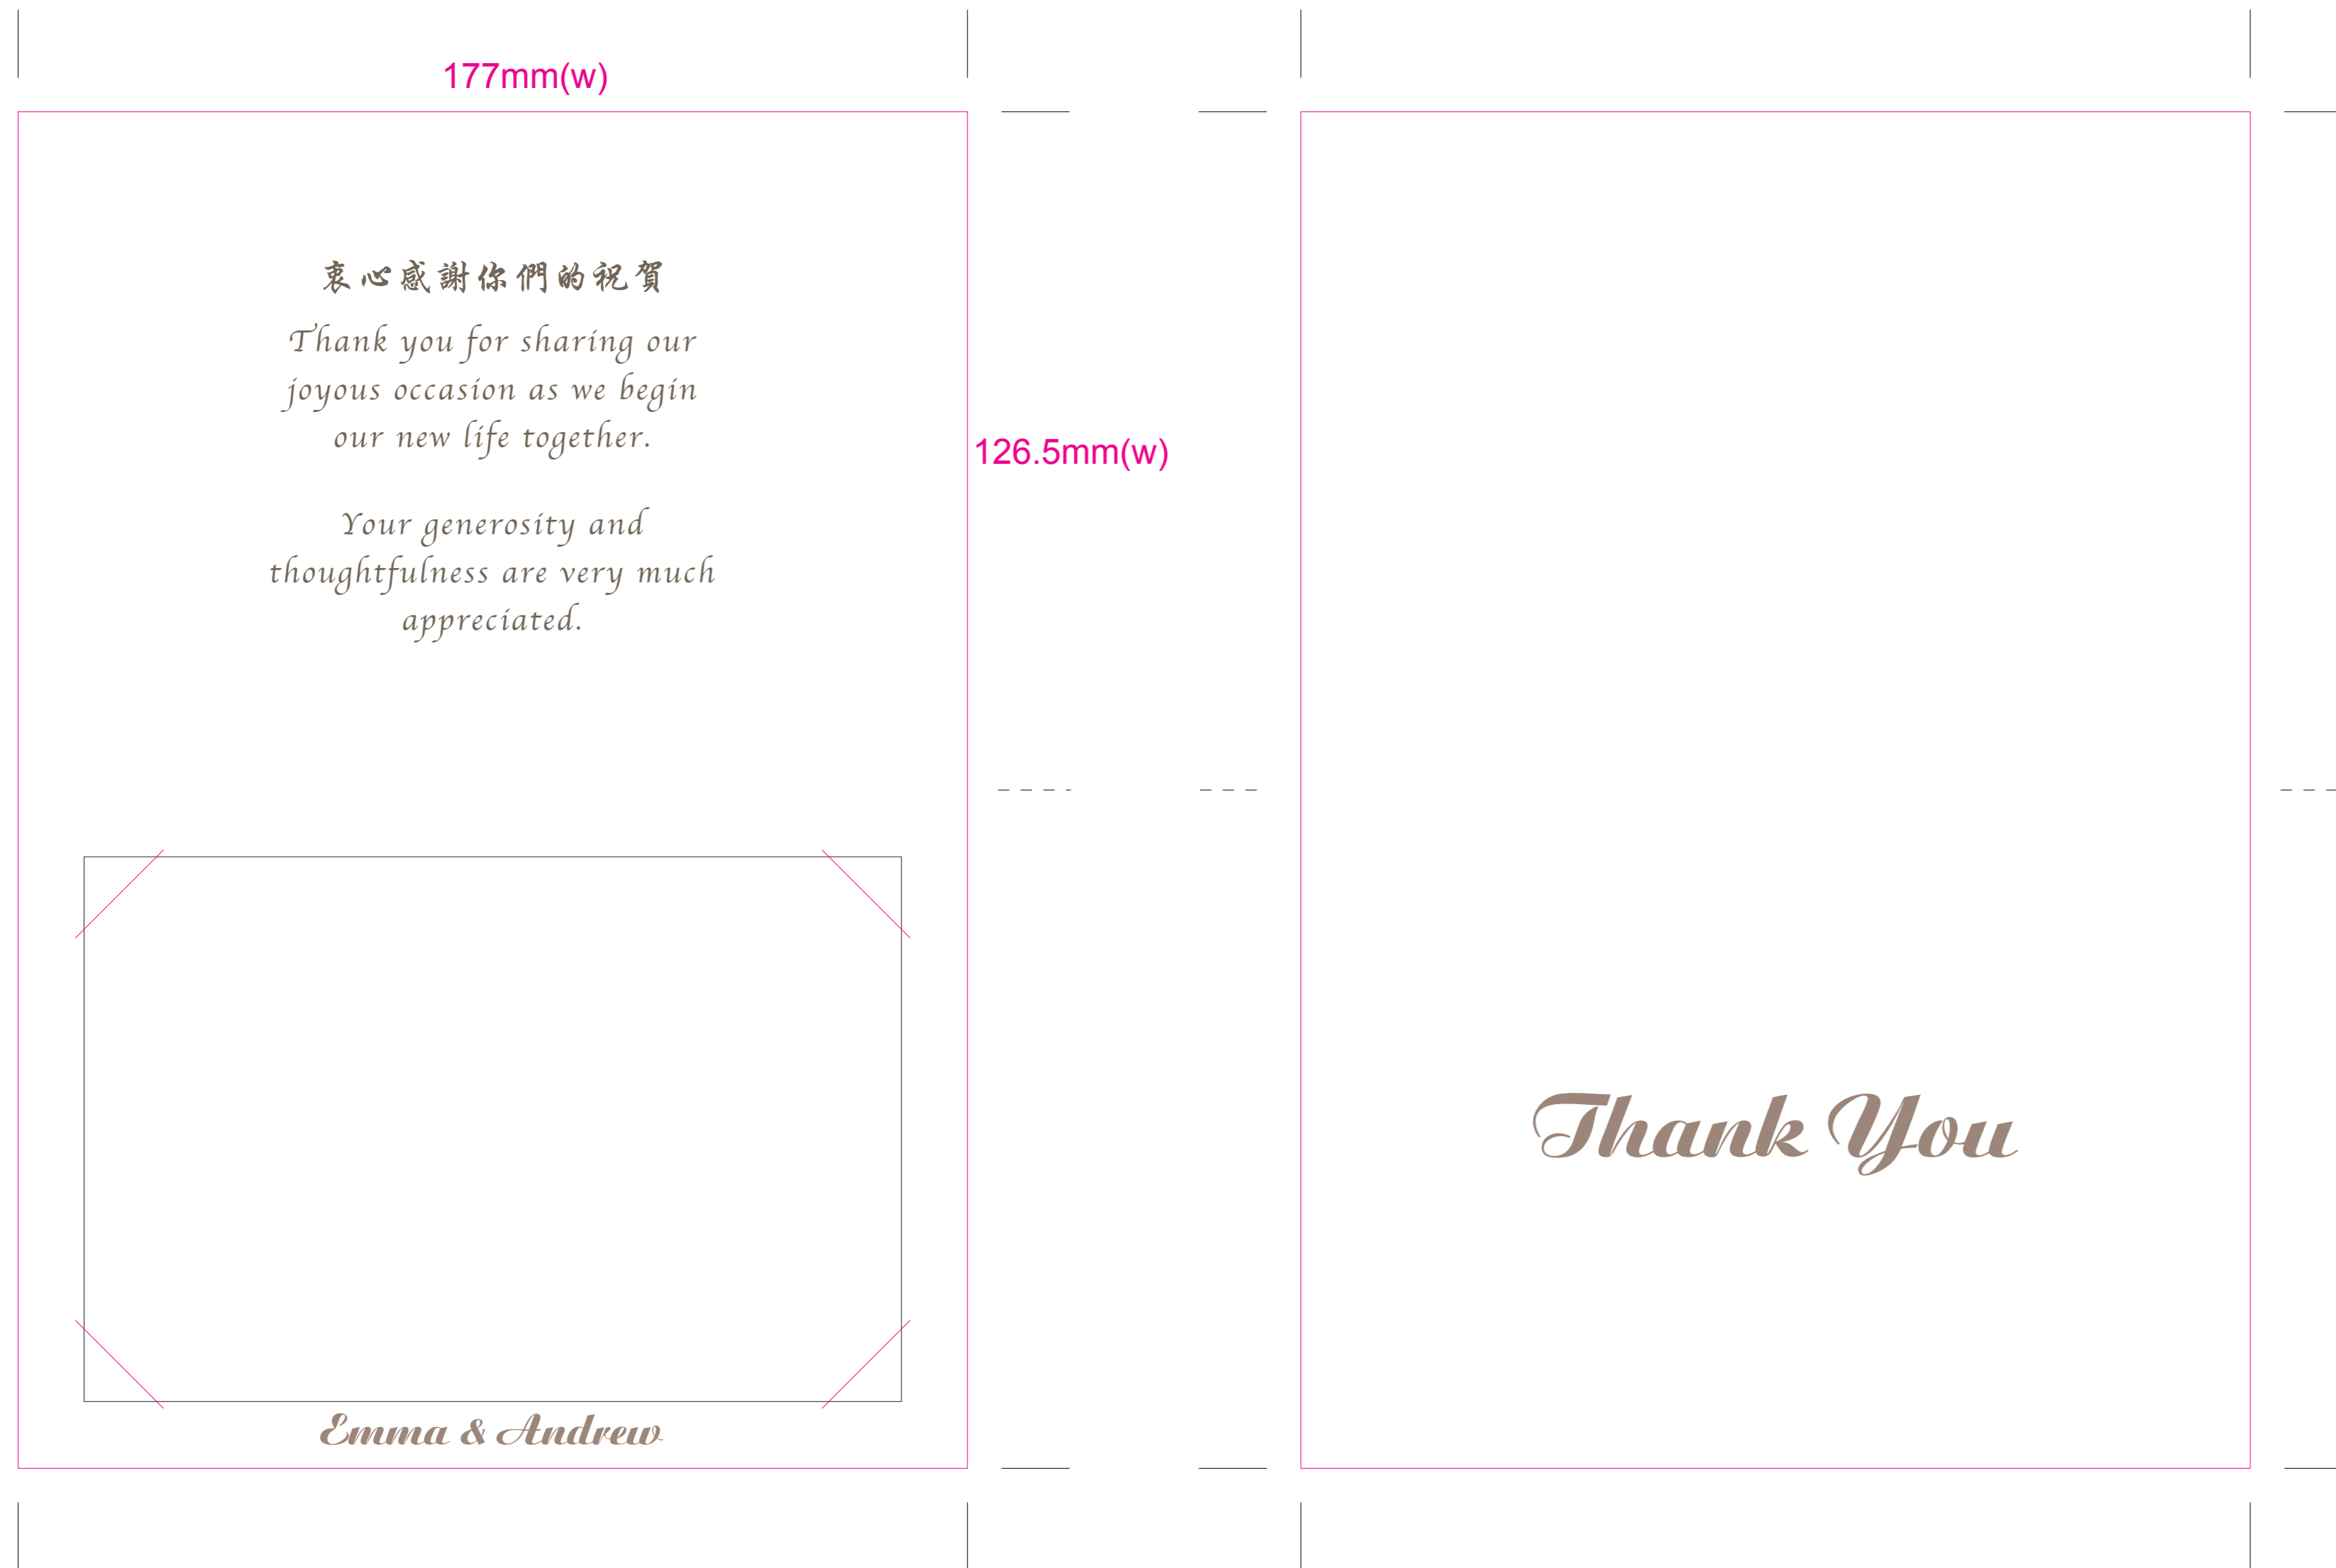 177mm(w)
衷心感謝你們的祝賀
Thank you for sharing our
joyous occasion as we begin
our new life together.
126.5mm(w)
Your generosity and
thoughtfulness are very much
appreciated.
Emma & Andrew
Thank You